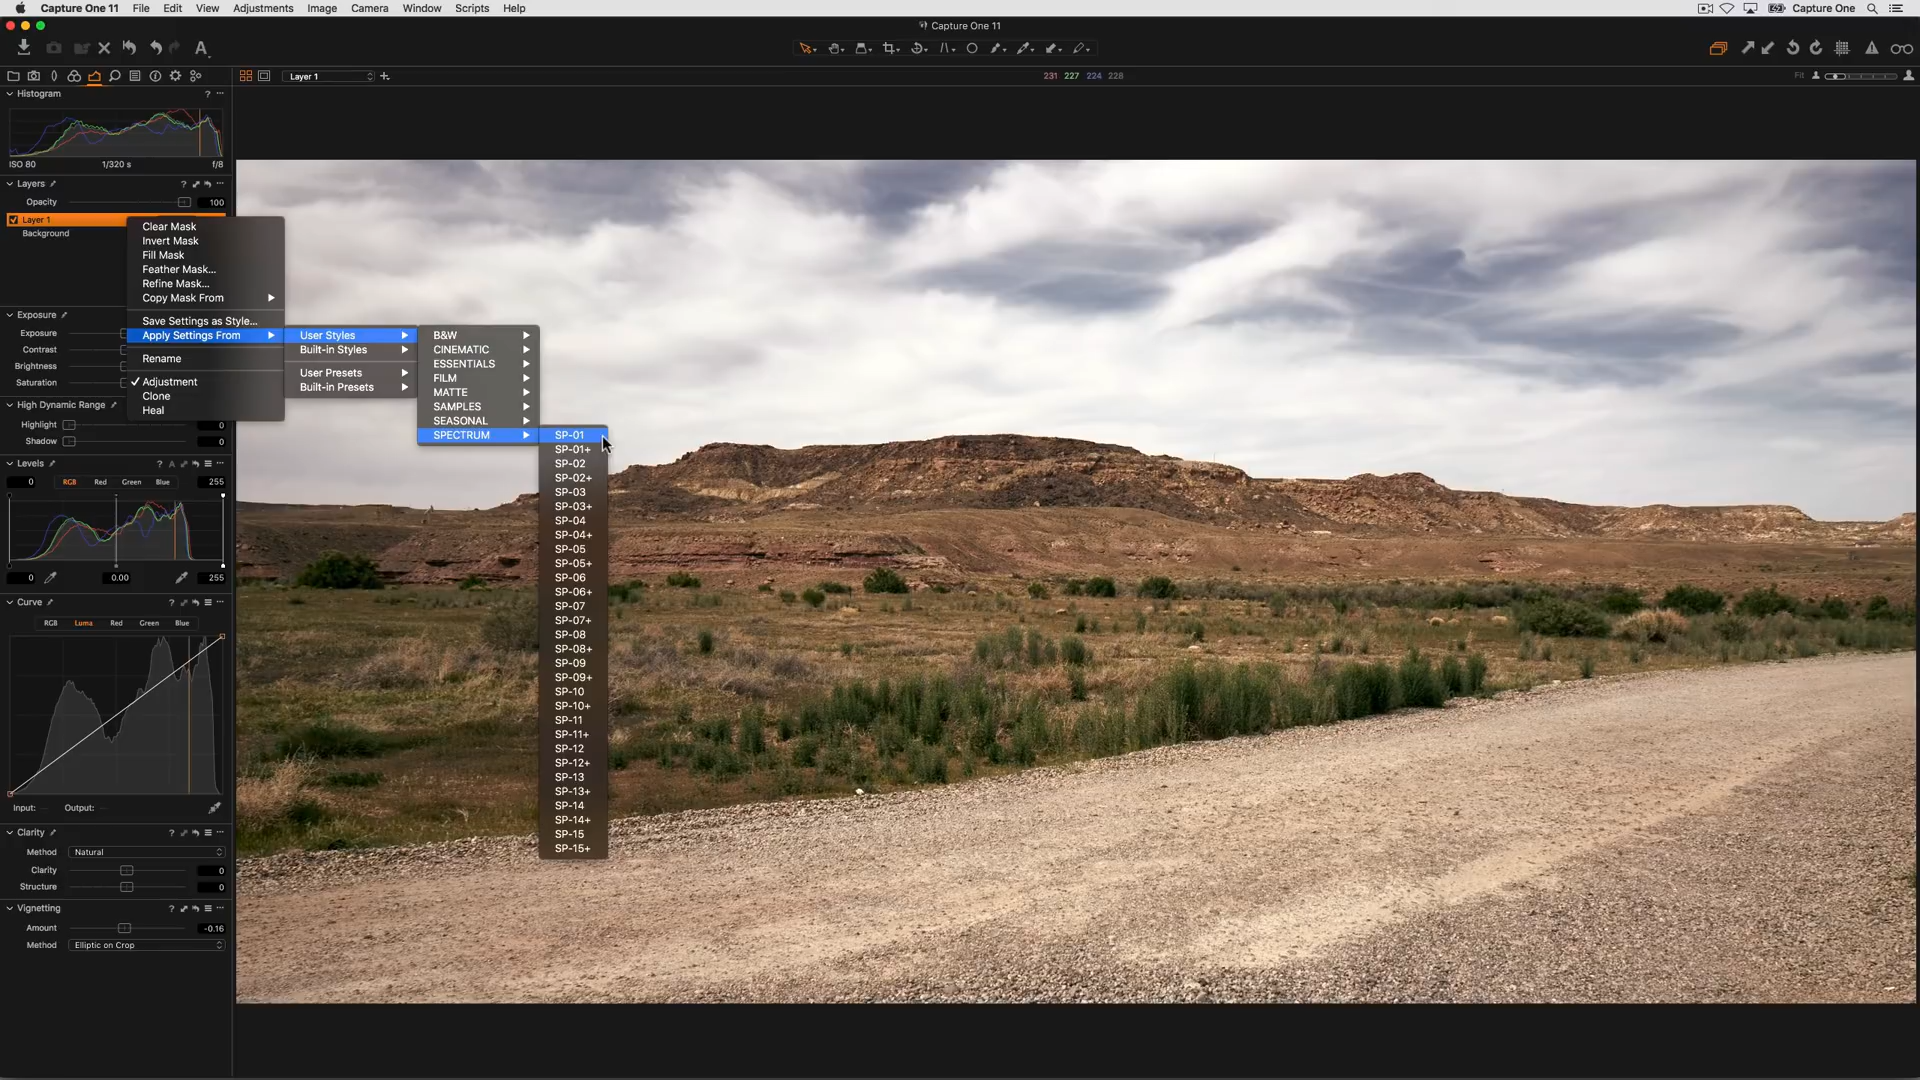 Capture One 11 File Edit View Adjustments Image Camera Window Scripts Help Capture One
Capture One 11
A
Layer 1 231 227 224 228 Fit
Histogram ?
ISO 80 1/320 s f/8
Layers ?
Opacity 100
Layer 1
Background
Clear Mask
Invert Mask
Fill Mask
Feather Mask...
Refine Mask...
Copy Mask From
Save Settings as Style...
Apply Settings From
Rename
Adjustment
Clone
Heal
User Styles
Built-in Styles
User Presets
Built-in Presets
B&W
CINEMATIC
ESSENTIALS
FILM
MATTE
SAMPLES
SEASONAL
SPECTRUM
SP-01
SP-01+
SP-02
SP-02+
SP-03
SP-03+
SP-04
SP-04+
SP-05
SP-05+
SP-06
SP-06+
SP-07
SP-07+
SP-08
SP-08+
SP-09
SP-09+
SP-10
SP-10+
SP-11
SP-11+
SP-12
SP-12+
SP-13
SP-13+
SP-14
SP-14+
SP-15
SP-15+
Exposure
Exposure
Contrast
Brightness
Saturation
High Dynamic Range
Highlight 0
Shadow 0
Levels ? A
0 RGB Red Green Blue 255
0 0.00 255
Curve ?
RGB Luma Red Green Blue
Input: Output:
Clarity ?
Method Natural
Clarity 0
Structure 0
Vignetting ?
Amount -0.16
Method Elliptic on Crop